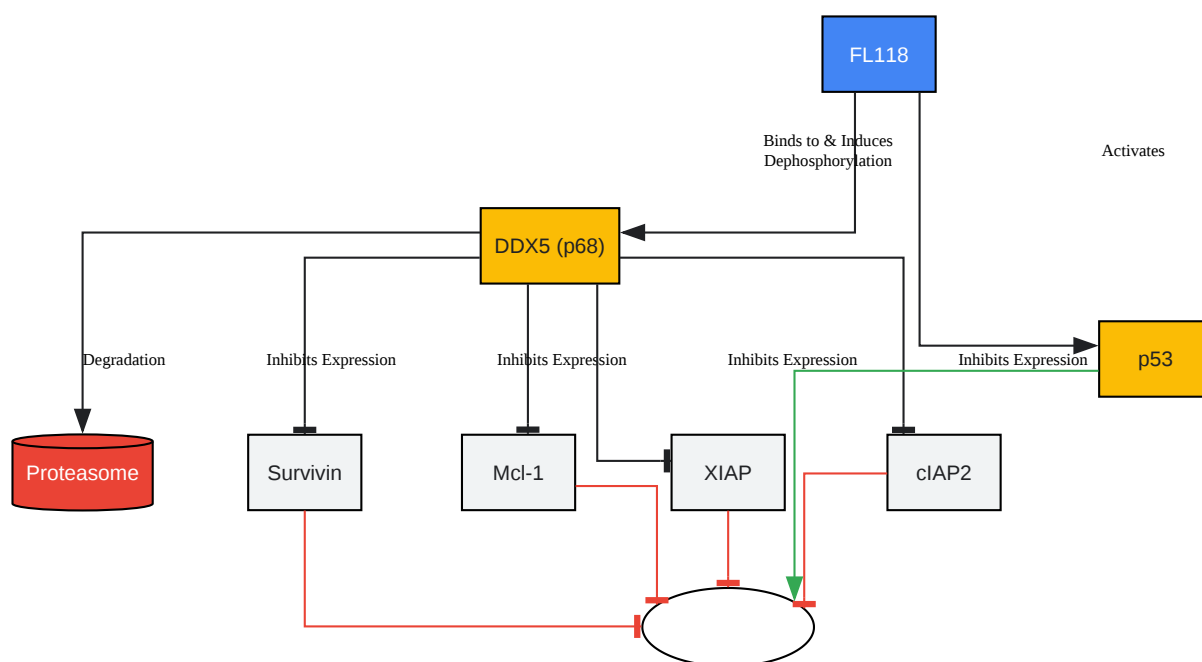 FL118
Binds to & Induces
Dephosphorylation
Activates
DDX5 (p68)
Degradation
Inhibits Expression
Inhibits Expression
Inhibits Expression
Inhibits Expression
p53
Proteasome
Survivin
Mcl-1
XIAP
cIAP2